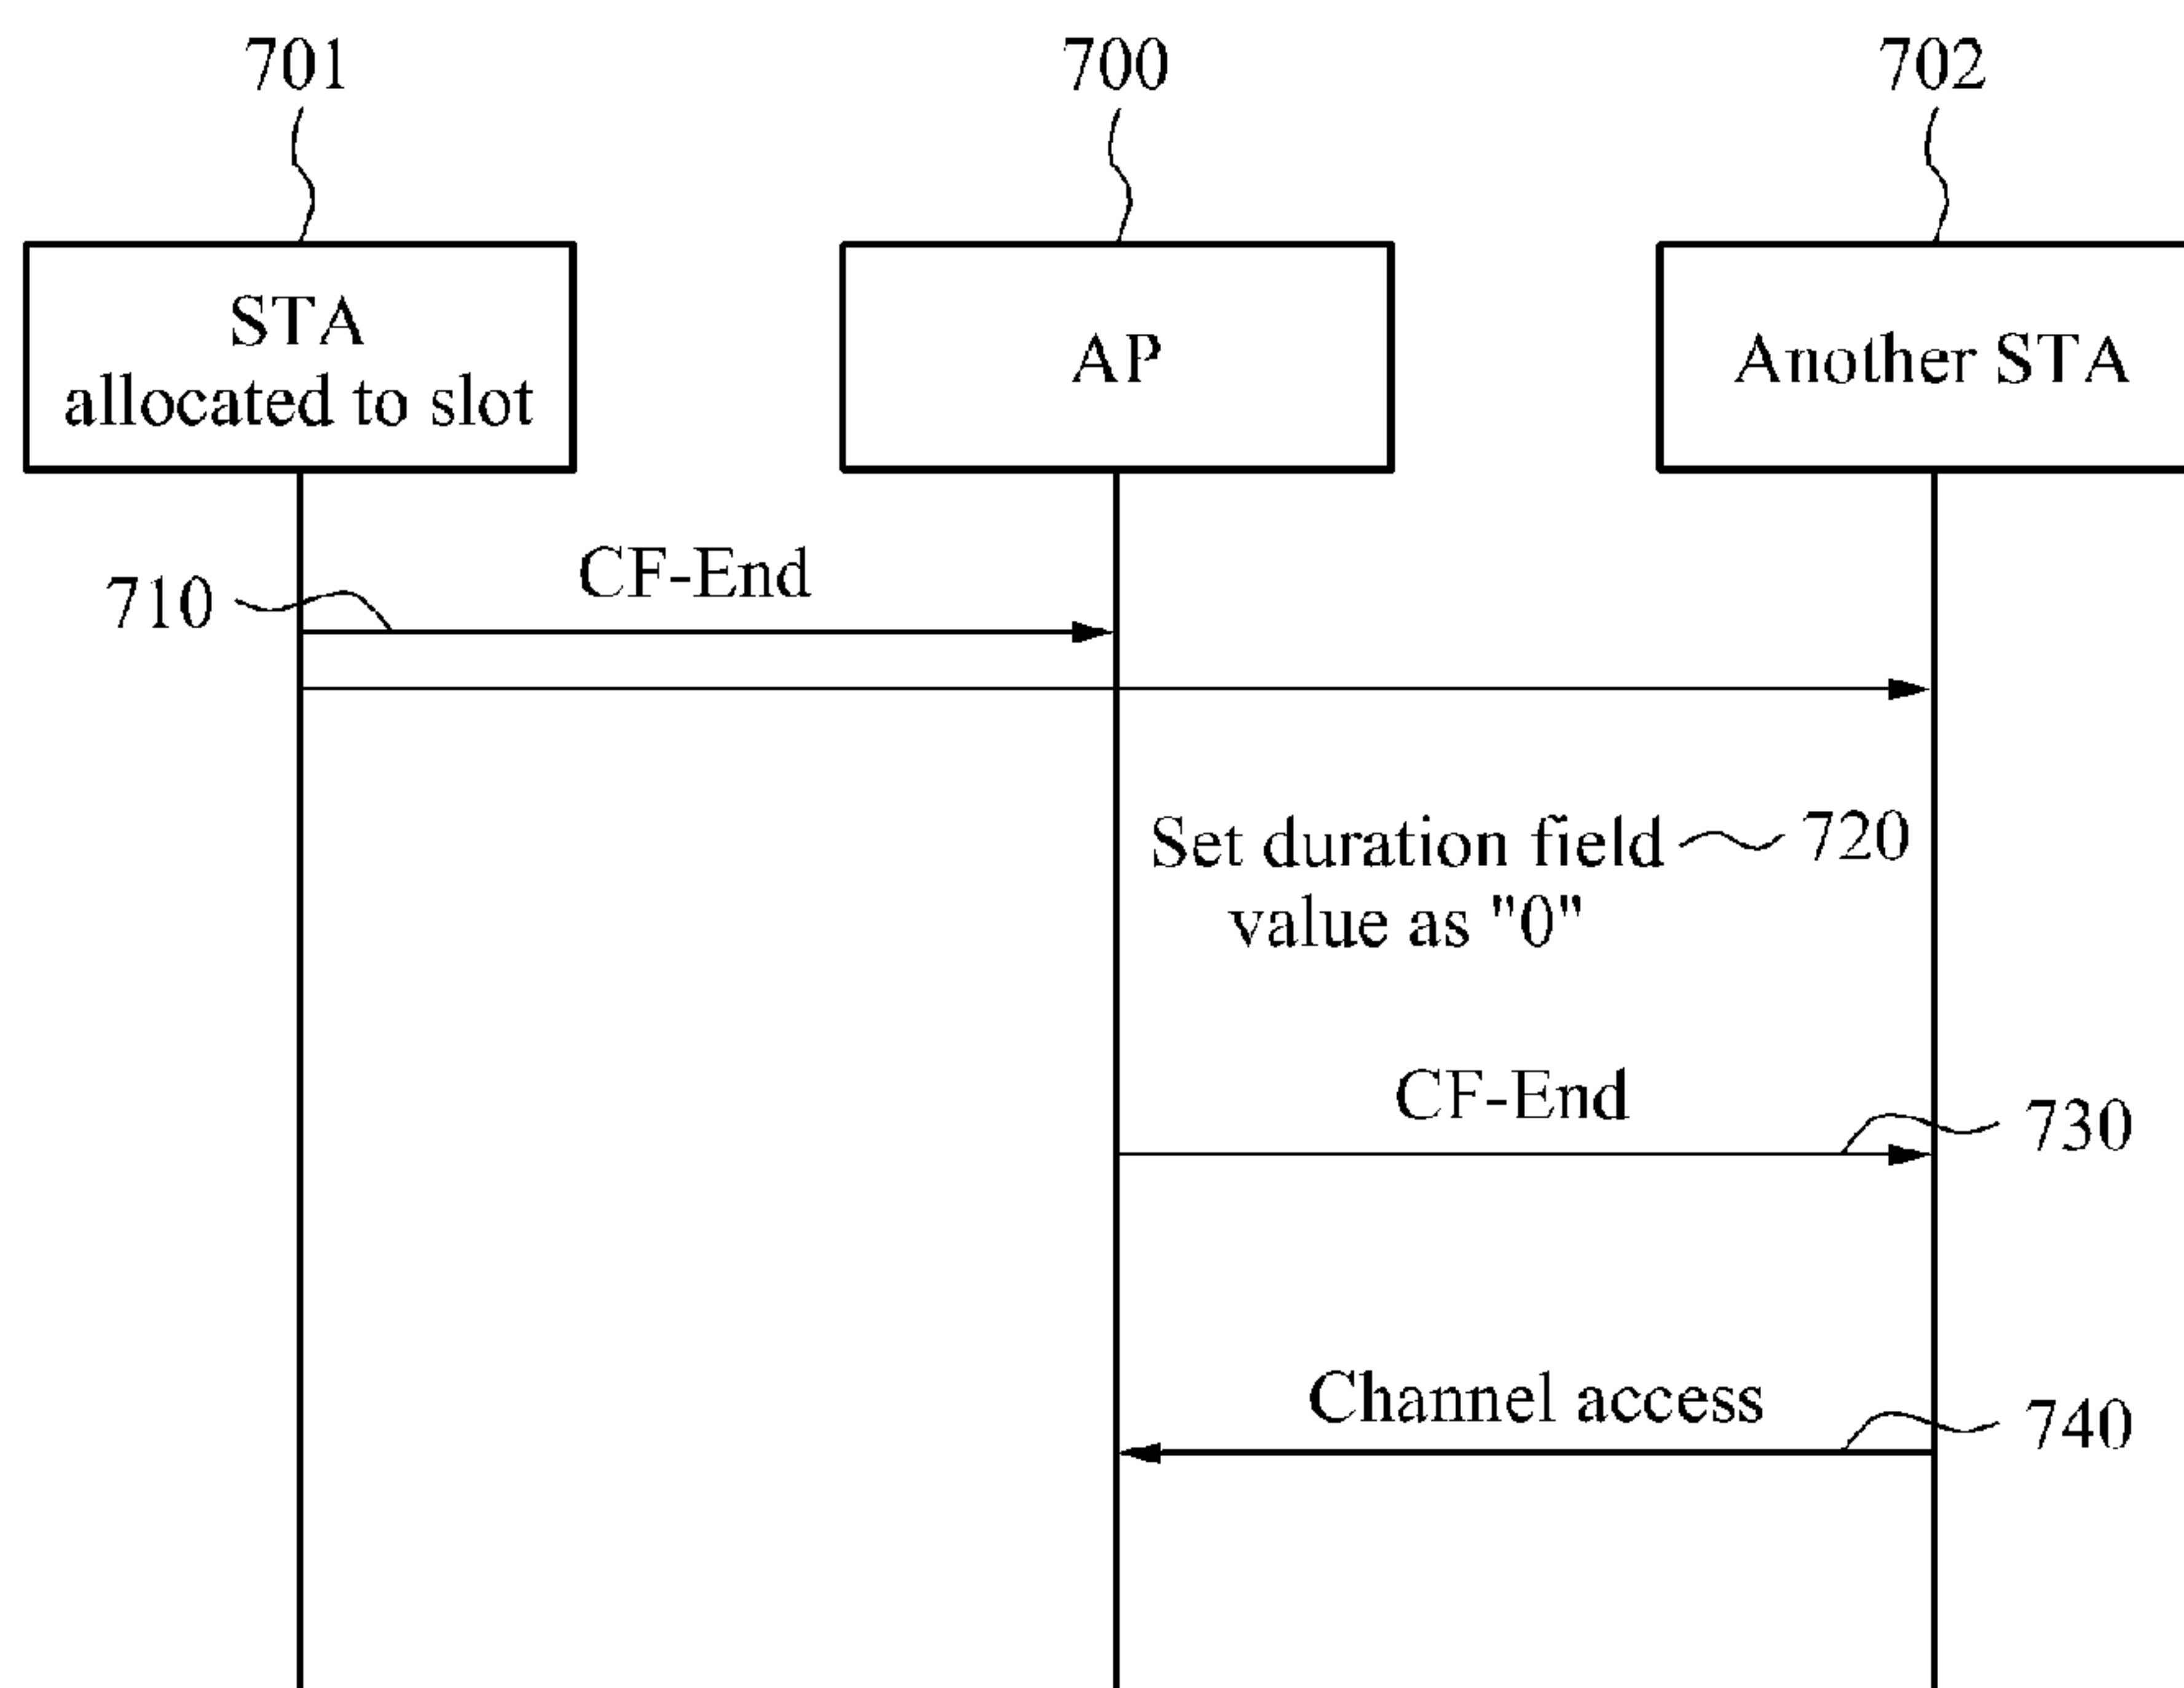 701
700
702
STA
allocated to slot
AP
Another STA
CF-End
710
Set duration field
value as "0"
720
CF-End
730
Channel access
740